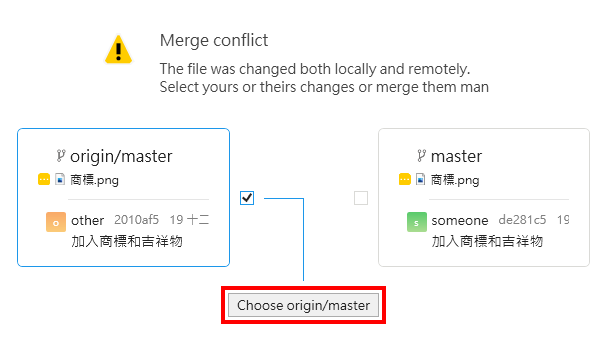 Merge conflict
The file was changed both locally and remotely.
Select yours or theirs changes or merge them man
origin/master
商標.png
o other 2010af5 19 十二
加入商標和吉祥物
master
商標.png
s someone de281c5 19
加入商標和吉祥物
Choose origin/master